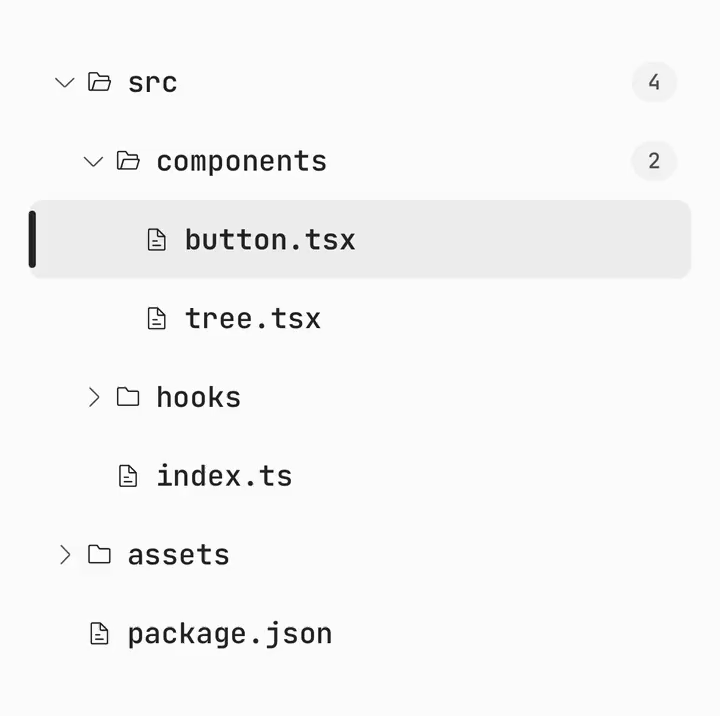 src 4
components 2
button.tsx
tree.tsx
hooks
index.ts
assets
package.json